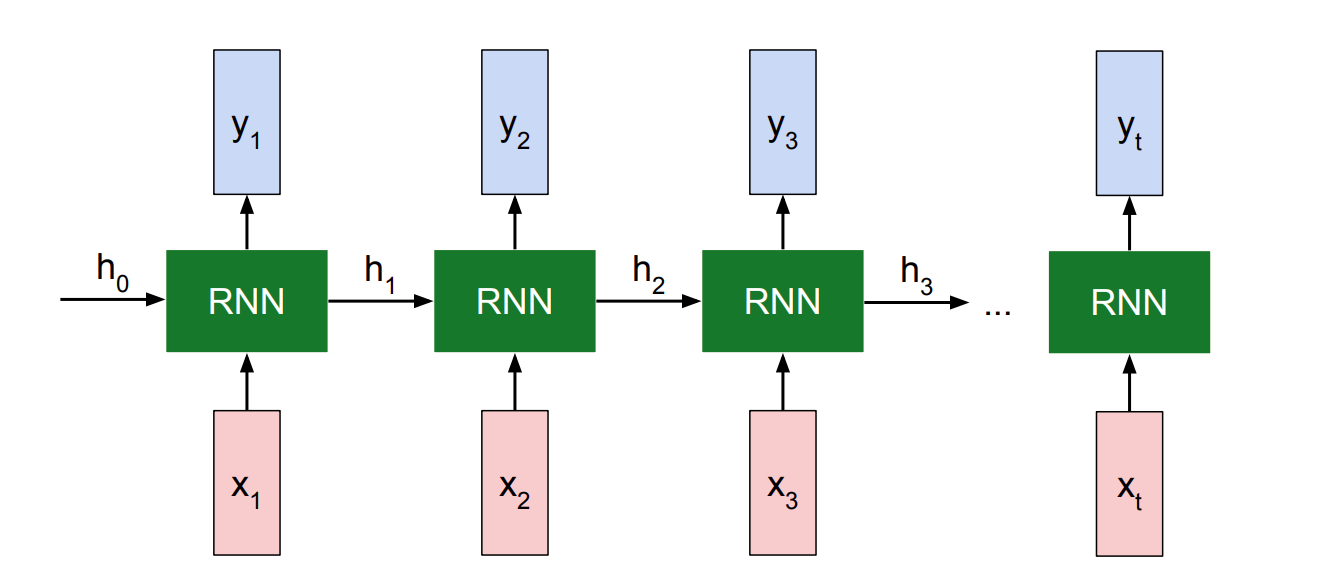 y1 y2 y3 yt
h0 RNN h1 RNN h2 RNN h3 ... RNN
x1 x2 x3 xt